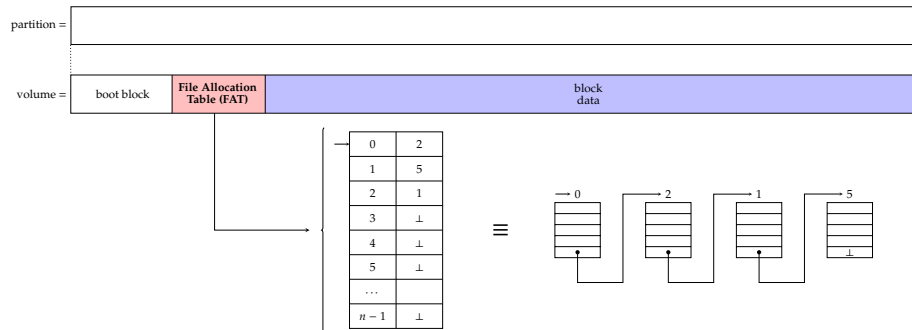 partition =
volume =
boot block
File Allocation
Table (FAT)
block
data
0 2
1 5
2 1
3 ⊥
4 ⊥
5 ⊥
...
n − 1 ⊥
≡
0 2 1 5
⊥